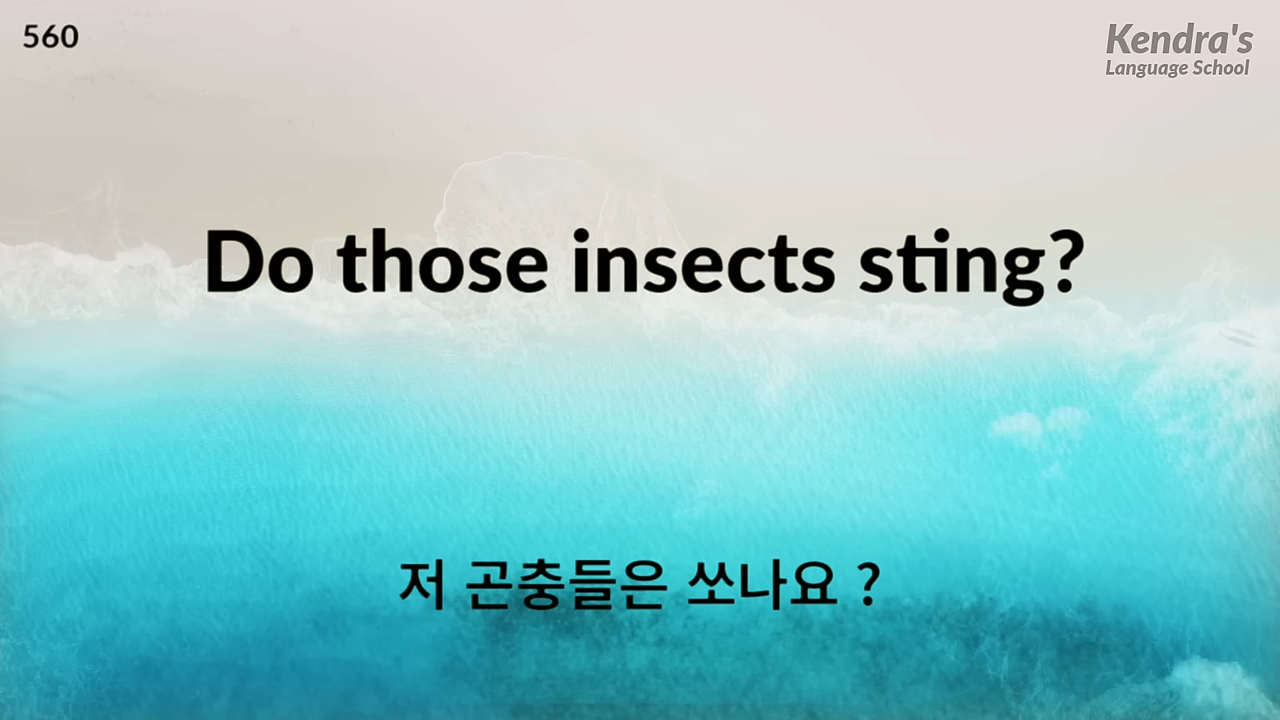 560
Kendra's
Language School
Do those insects sting?
저 곤충들은 쏘나요 ?